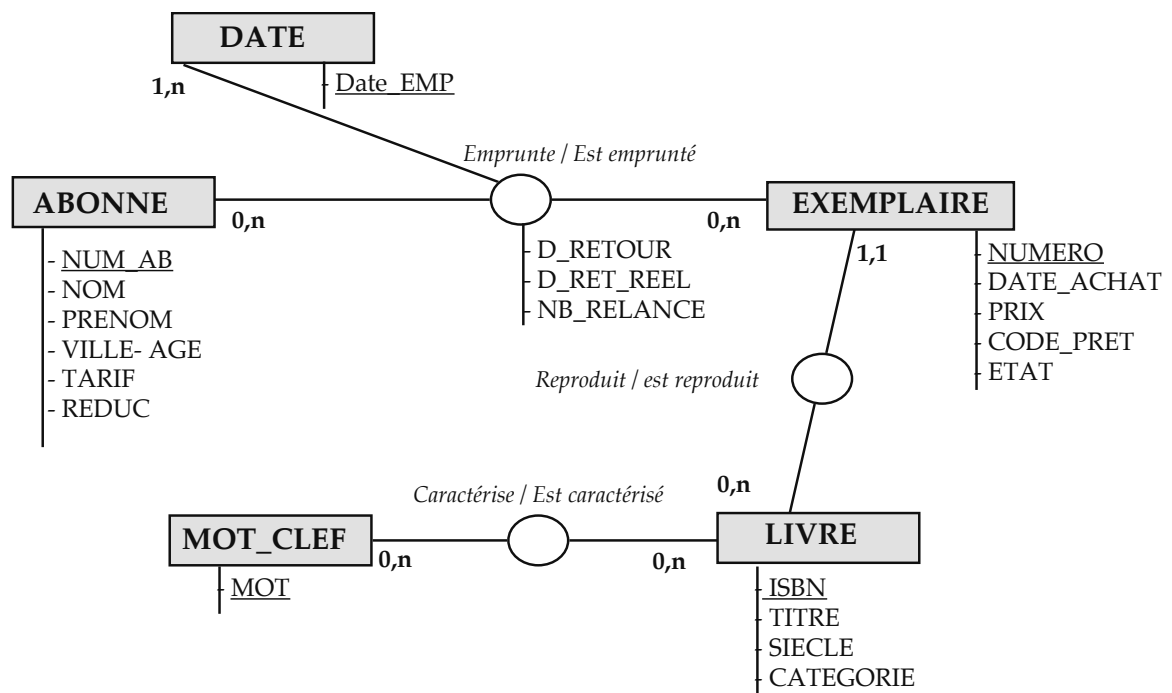 DATE
- Date_EMP
1,n
Emprunte / Est emprunté
ABONNE
0,n
0,n
EXEMPLAIRE
- NUM_AB
- NOM
- PRENOM
- VILLE- AGE
- TARIF
- REDUC
- D_RETOUR
- D_RET_REEL
- NB_RELANCE
1,1
- NUMERO
- DATE_ACHAT
- PRIX
- CODE_PRET
- ETAT
Reproduit / est reproduit
0,n
Caractérise / Est caractérisé
MOT_CLEF
0,n
0,n
LIVRE
- MOT
- ISBN
- TITRE
- SIECLE
- CATEGORIE